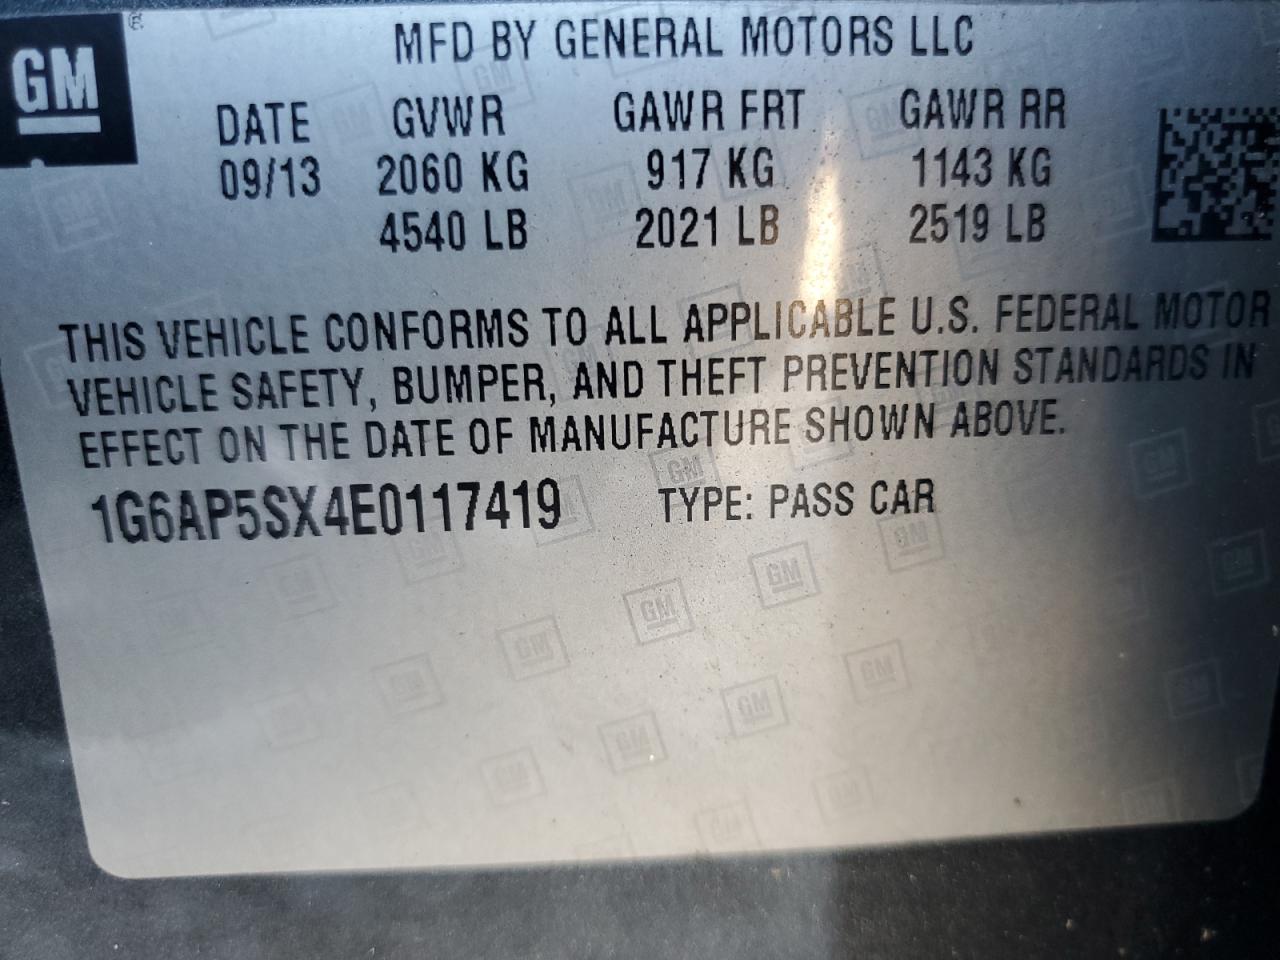 GM
MFD BY GENERAL MOTORS LLC
DATE GVWR GAWR FRT GAWR RR
09/13 2060 KG 917 KG 1143 KG
4540 LB 2021 LB 2519 LB
THIS VEHICLE CONFORMS TO ALL APPLICABLE U.S. FEDERAL MOTOR
VEHICLE SAFETY, BUMPER, AND THEFT PREVENTION STANDARDS IN
EFFECT ON THE DATE OF MANUFACTURE SHOWN ABOVE.
1G6AP5SX4E0117419 TYPE: PASS CAR